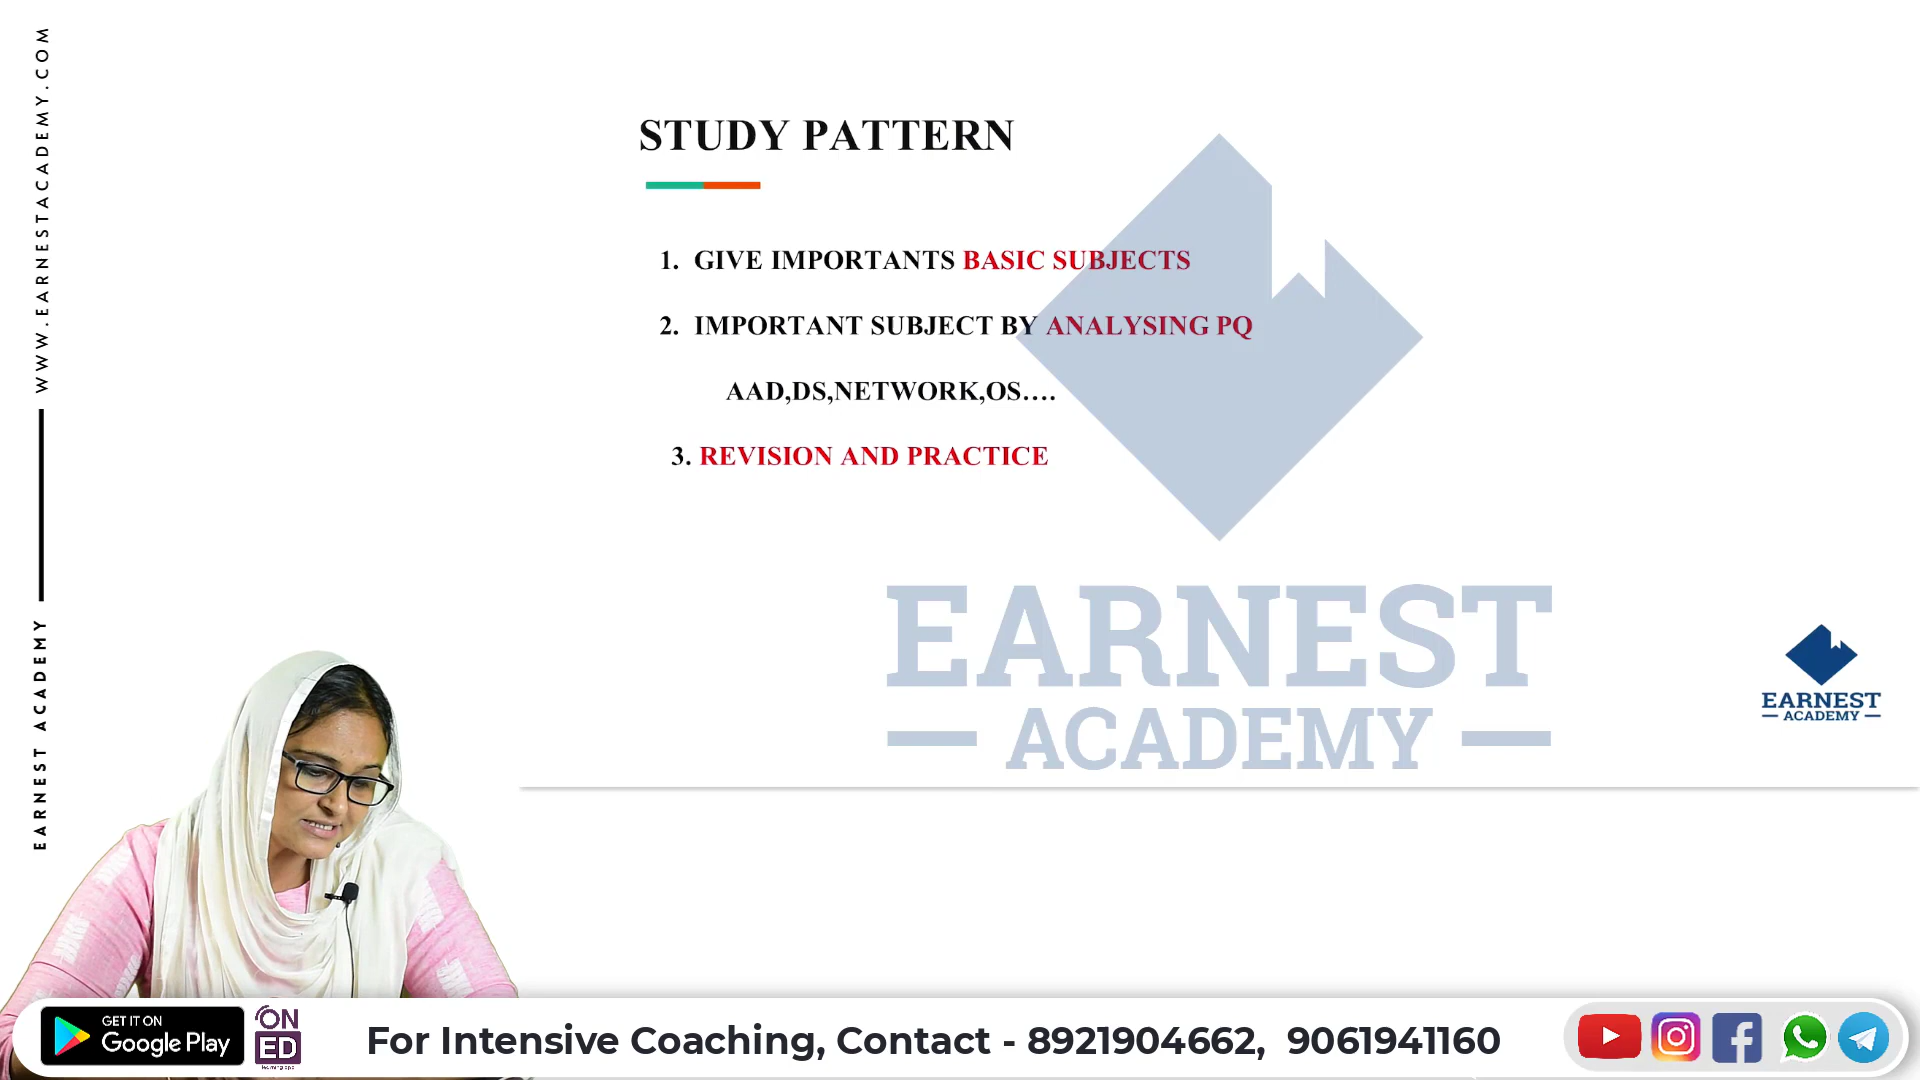 WWW.EARNESTACADEMY.COM
EARNEST ACADEMY
STUDY PATTERN
1. GIVE IMPORTANTS BASIC SUBJECTS
2. IMPORTANT SUBJECT BY ANALYSING PQ
AAD,DS,NETWORK,OS....
3. REVISION AND PRACTICE
EARNEST
ACADEMY
EARNEST
ACADEMY
GET IT ON
Google Play
ON
ED
learning app
For Intensive Coaching, Contact - 8921904662, 9061941160